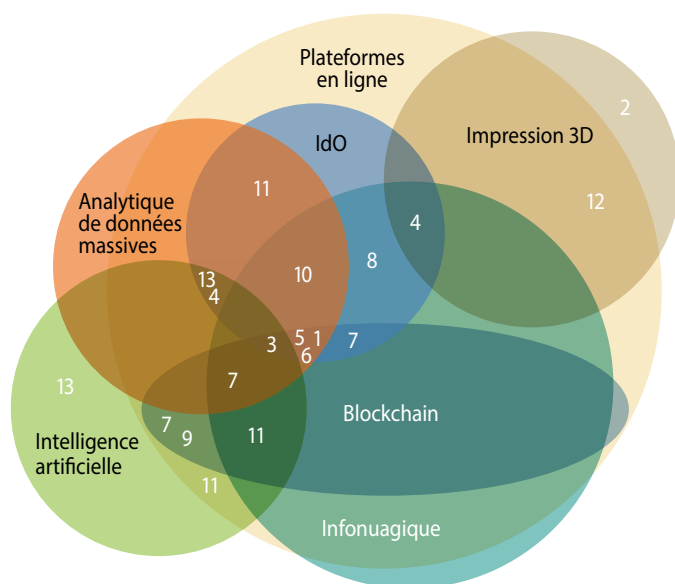 Plateformes
en ligne
2
Impression 3D
IdO
11
Analytique
de données
massives
12
4
8
10
13
4
5
1
7
3
6
7
13
Blockchain
7
9
11
Intelligence
artificielle
11
Infonuagique